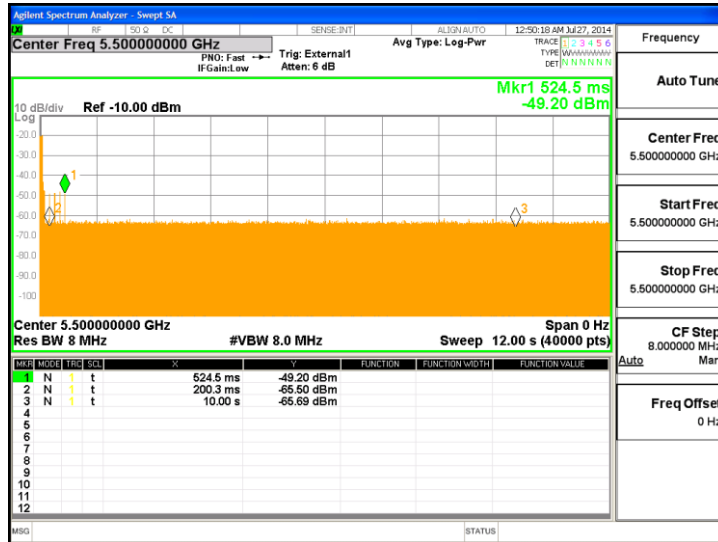 Agilent Spectrum Analyzer - Swept SA
RF 50 Ω DC SENSE:INT ALIGN AUTO 12:50:18 AM Jul 27, 2014
Center Freq 5.500000000 GHz
PNO: Fast
IFGain:Low
Trig: External1
Atten: 6 dB
Avg Type: Log-Pwr
TRACE 1 2 3 4 5 6
TYPE WWWWWW
DET N N N N N N
Mkr1 524.5 ms
-49.20 dBm
10 dB/div Ref -10.00 dBm
Log
-20.0
-30.0
-40.0
-50.0
-60.0
-70.0
-80.0
-90.0
-100
1
2
3
Center 5.500000000 GHz Span 0 Hz
Res BW 8 MHz #VBW 8.0 MHz Sweep 12.00 s (40000 pts)
MKR MODE TRC SCL X Y FUNCTION FUNCTION WIDTH FUNCTION VALUE
1 N 1 t 524.5 ms -49.20 dBm
2 N 1 t 200.3 ms -65.50 dBm
3 N 1 t 10.00 s -65.69 dBm
4
5
6
7
8
9
10
11
12
MSG STATUS
Frequency
Auto Tune
Center Freq
5.500000000 GHz
Start Freq
5.500000000 GHz
Stop Freq
5.500000000 GHz
CF Step
8.000000 MHz
Auto Man
Freq Offset
0 Hz